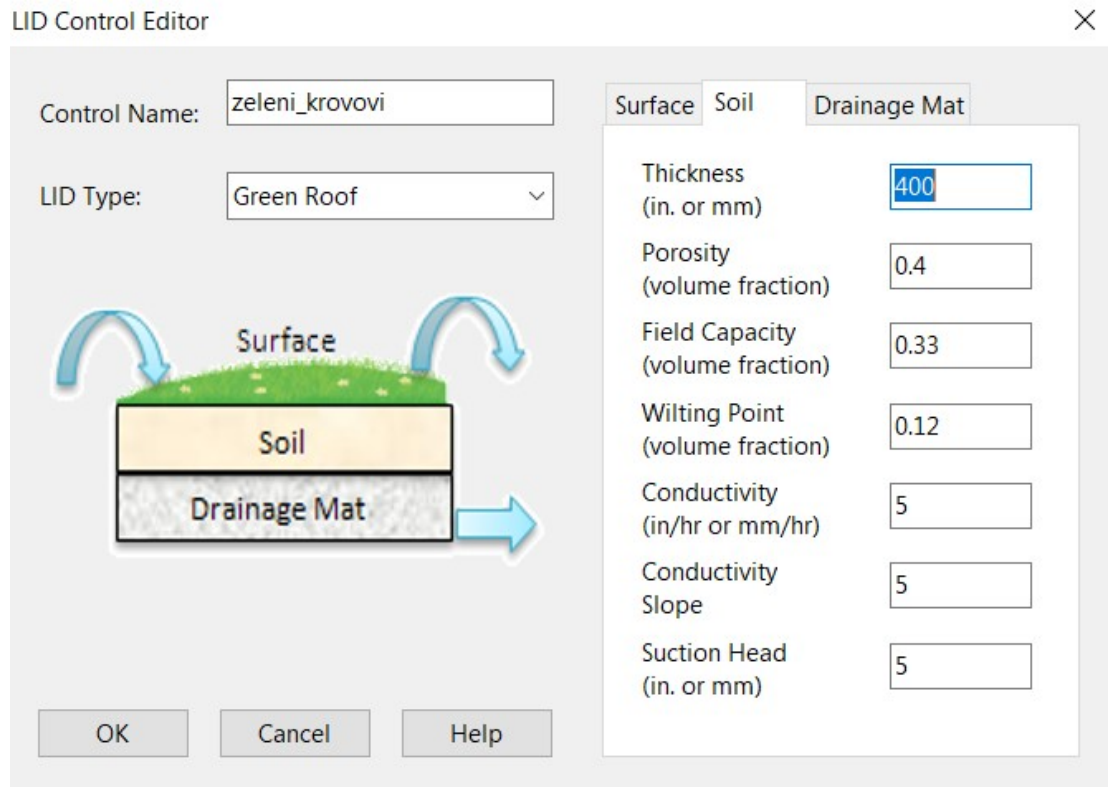 LID Control Editor
Control Name:
zeleni_krovovi
LID Type:
Green Roof
Surface
Soil
Drainage Mat
OK
Cancel
Help
Surface
Soil
Drainage Mat
Thickness
(in. or mm)
400
Porosity
(volume fraction)
0.4
Field Capacity
(volume fraction)
0.33
Wilting Point
(volume fraction)
0.12
Conductivity
(in/hr or mm/hr)
5
Conductivity
Slope
5
Suction Head
(in. or mm)
5